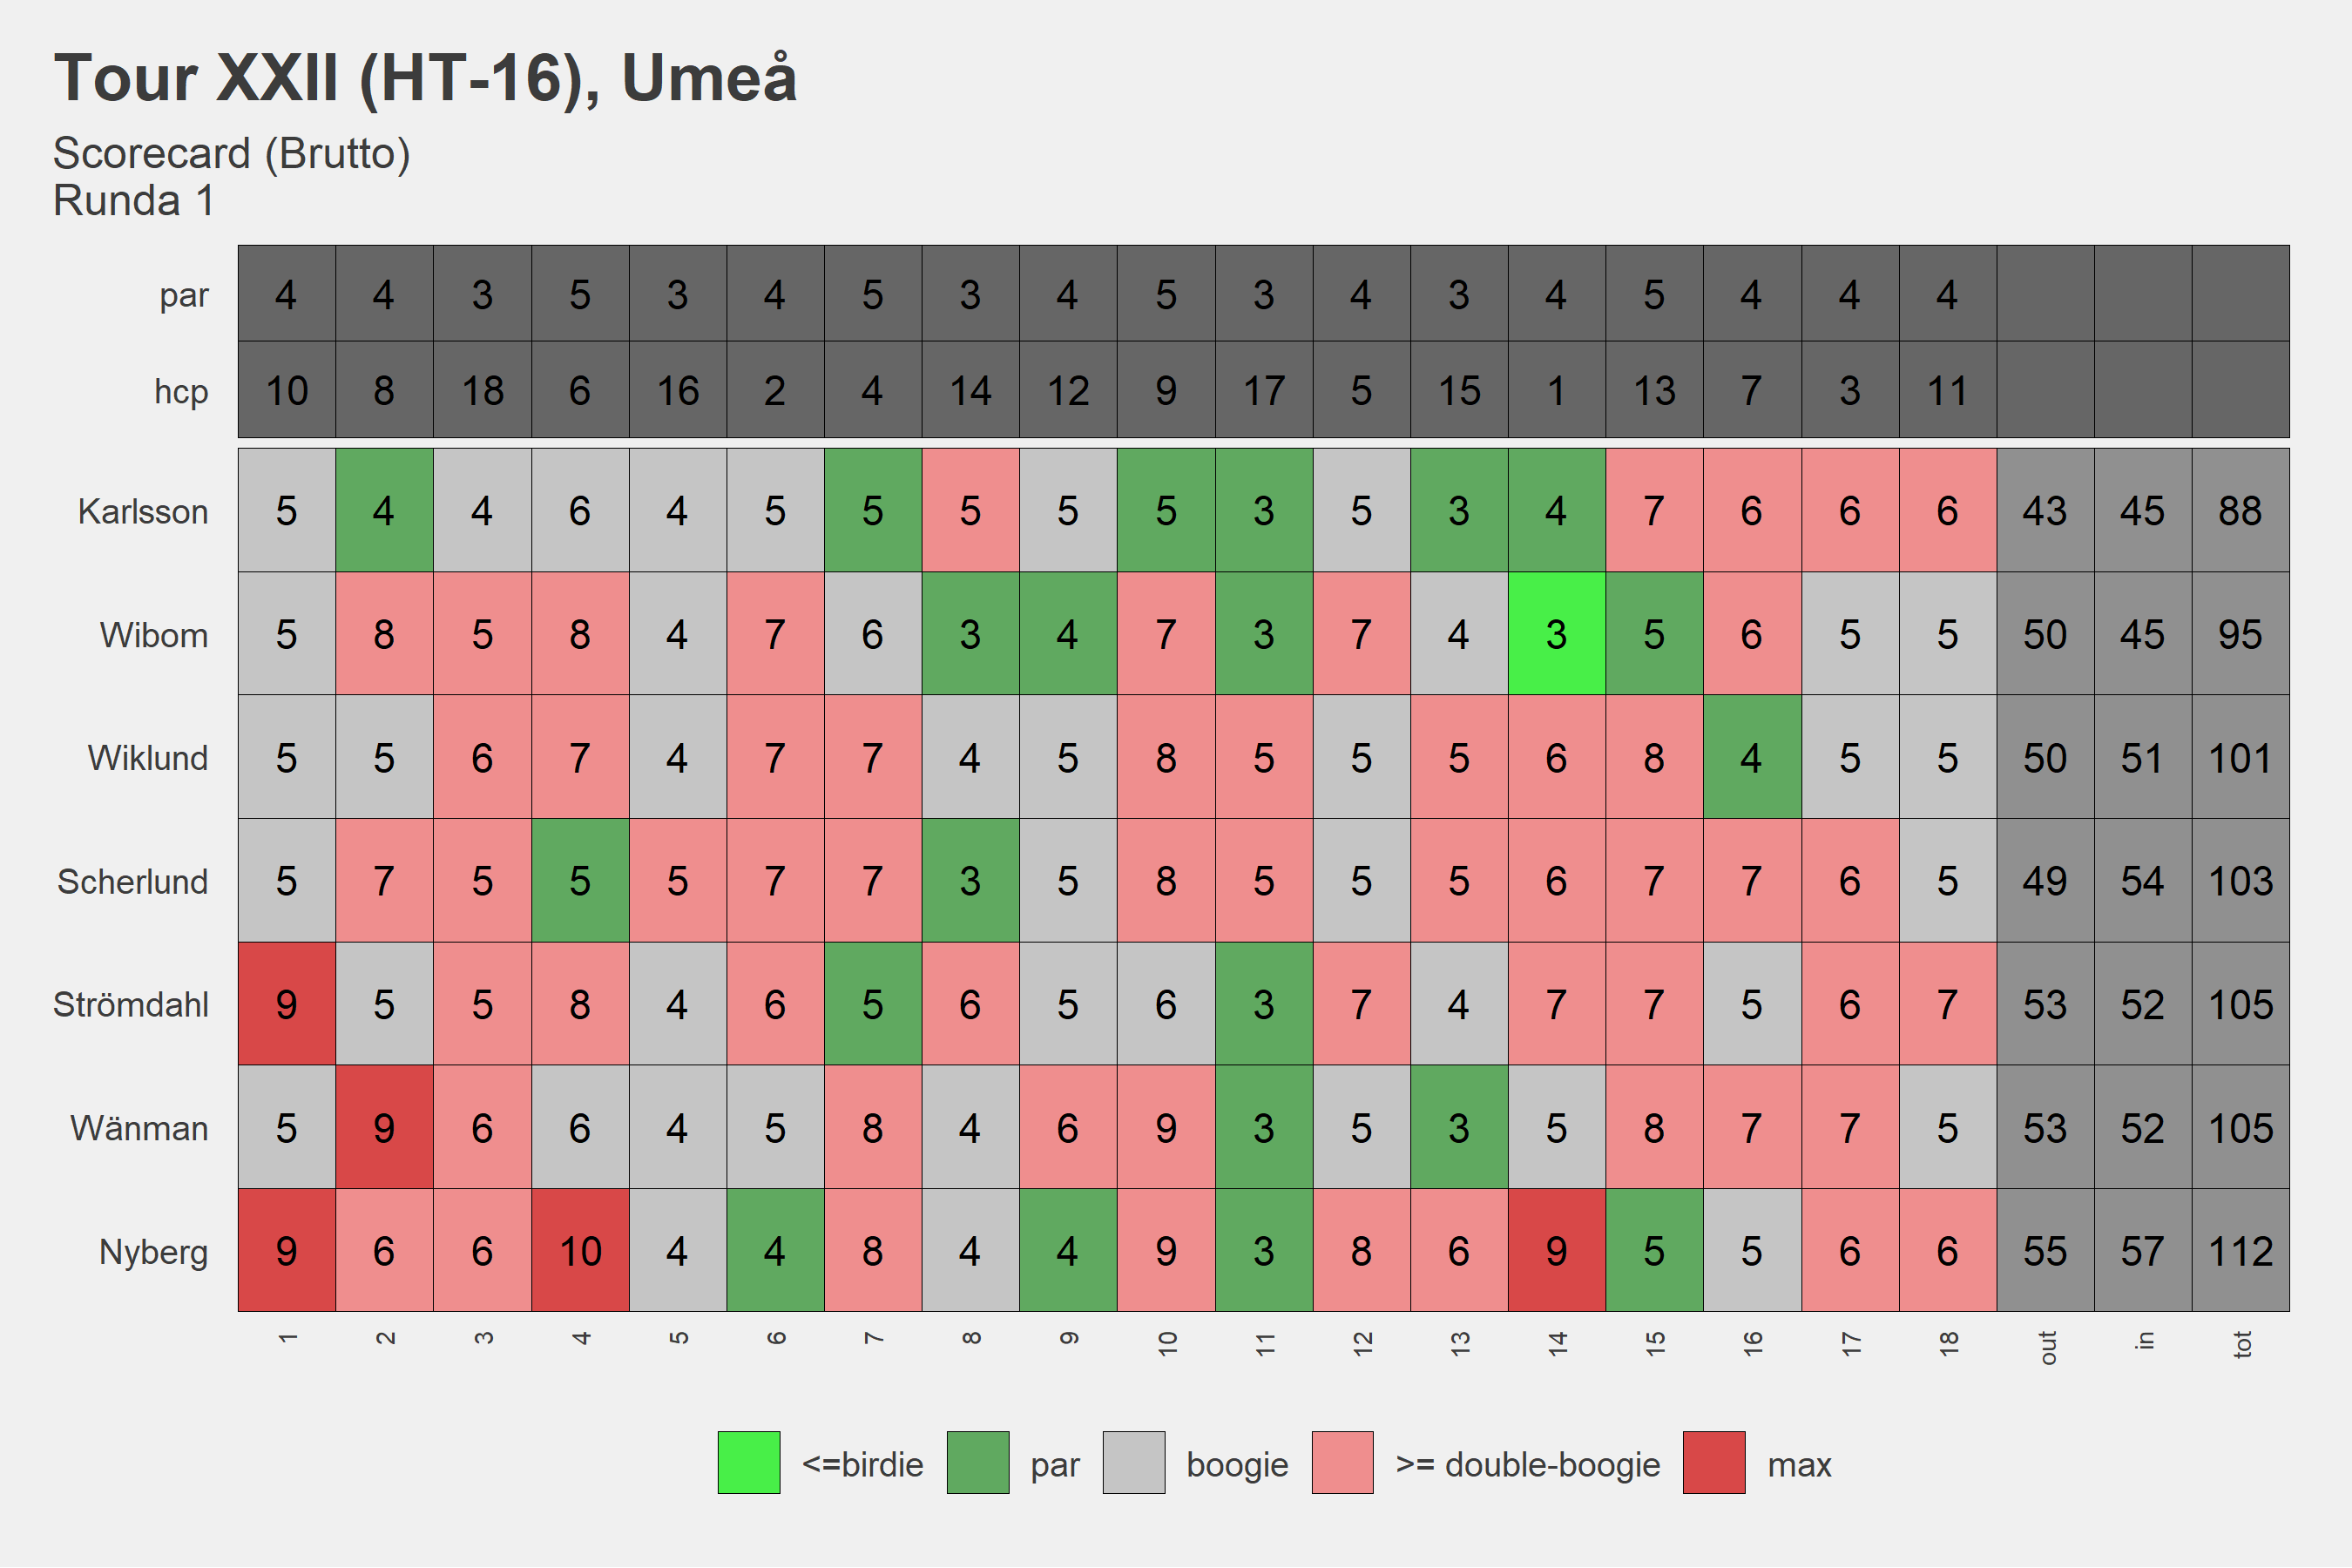 Tour XXII (HT-16), Umeå
Scorecard (Brutto)
Runda 1
par 4 4 3 5 3 4 5 3 4 5 3 4 3 4 5 4 4 4
hcp 10 8 18 6 16 2 4 14 12 9 17 5 15 1 13 7 3 11
Karlsson 5 4 4 6 4 5 5 5 5 5 3 5 3 4 7 6 6 6 43 45 88
Wibom 5 8 5 8 4 7 6 3 4 7 3 7 4 3 5 6 5 5 50 45 95
Wiklund 5 5 6 7 4 7 7 4 5 8 5 5 5 6 8 4 5 5 50 51 101
Scherlund 5 7 5 5 5 7 7 3 5 8 5 5 5 6 7 7 6 5 49 54 103
Strömdahl 9 5 5 8 4 6 5 6 5 6 3 7 4 7 7 5 6 7 53 52 105
Wänman 5 9 6 6 4 5 8 4 6 9 3 5 3 5 8 7 7 5 53 52 105
Nyberg 9 6 6 10 4 4 8 4 4 9 3 8 6 9 5 5 6 6 55 57 112
1 2 3 4 5 6 7 8 9 10 11 12 13 14 15 16 17 18 out in tot
<=birdie par boogie >= double-boogie max